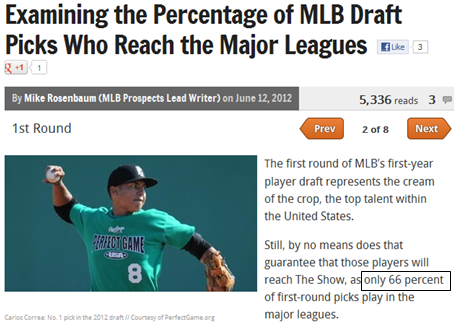 Examining the Percentage of MLB Draft
Picks Who Reach the Major Leagues
Like 3
+1 1
By Mike Rosenbaum (MLB Prospects Lead Writer) on June 12, 2012
5,336 reads 3
1st Round
Prev
2 of 8
Next
The first round of MLB's first-year
player draft represents the cream
of the crop, the top talent within
the United States.
Still, by no means does that
guarantee that those players will
reach The Show, as only 66 percent
of first-round picks play in the
major leagues.
Rawlings
PERFECT GAME
8
Carlos Correa: No. 1 pick in the 2012 draft // Courtesy of PerfectGame.org